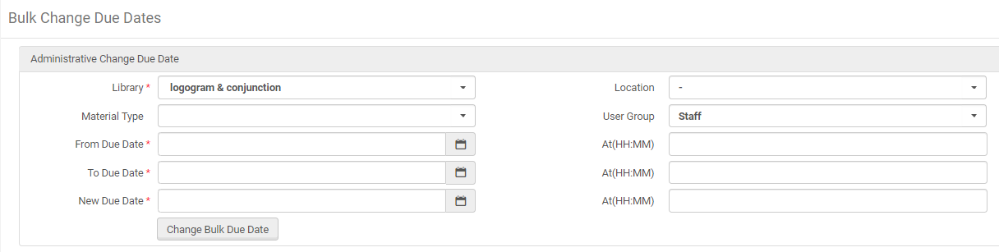 Bulk Change Due Dates
Administrative Change Due Date
Library * logogram & conjunction Location -
Material Type User Group Staff
From Due Date * At(HH:MM)
To Due Date * At(HH:MM)
New Due Date * At(HH:MM)
Change Bulk Due Date